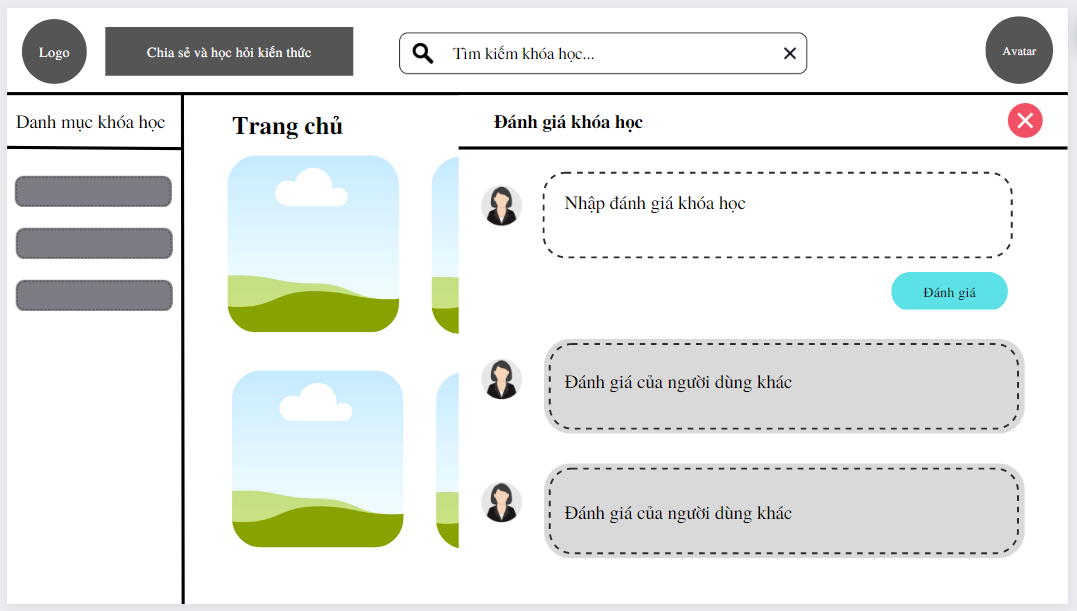 Logo
Chia sẻ và học hỏi kiến thức
Tìm kiếm khóa học...
Avatar
Danh mục khóa học
Trang chủ
Đánh giá khóa học
Nhập đánh giá khóa học
Đánh giá
Đánh giá của người dùng khác
Đánh giá của người dùng khác